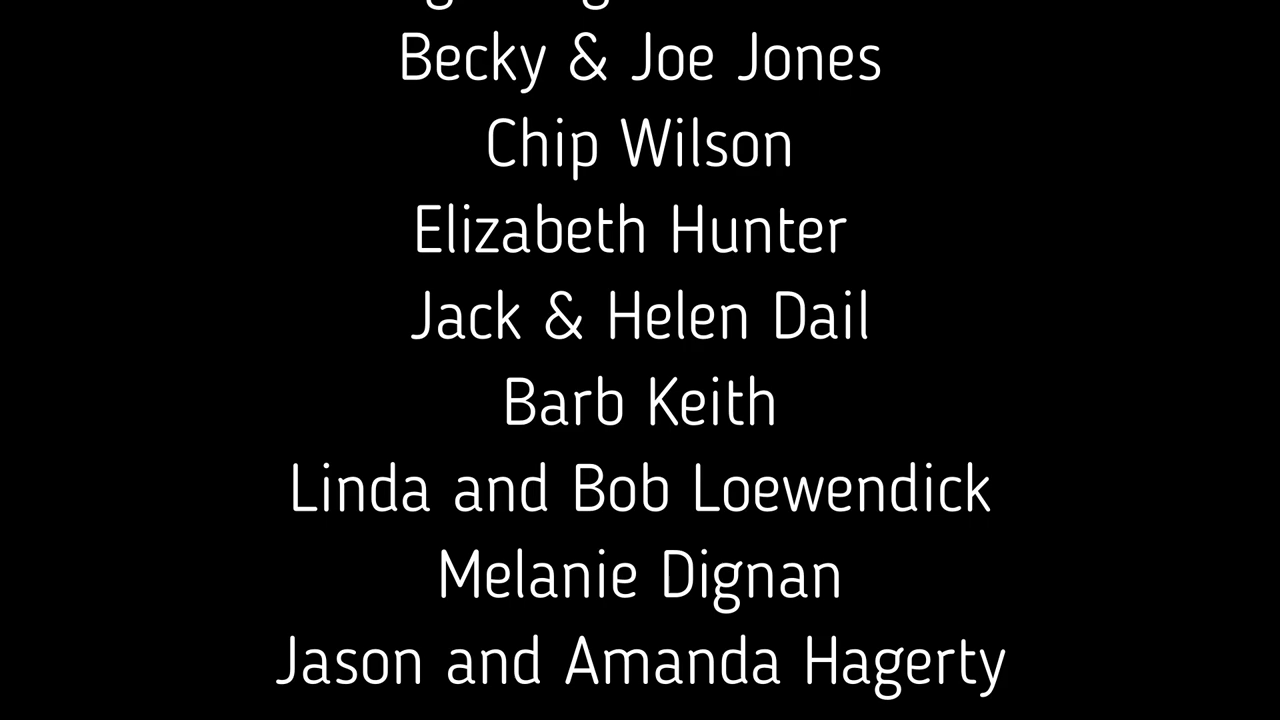 Becky & Joe Jones
Chip Wilson
Elizabeth Hunter
Jack & Helen Dail
Barb Keith
Linda and Bob Loewendick
Melanie Dignan
Jason and Amanda Hagerty